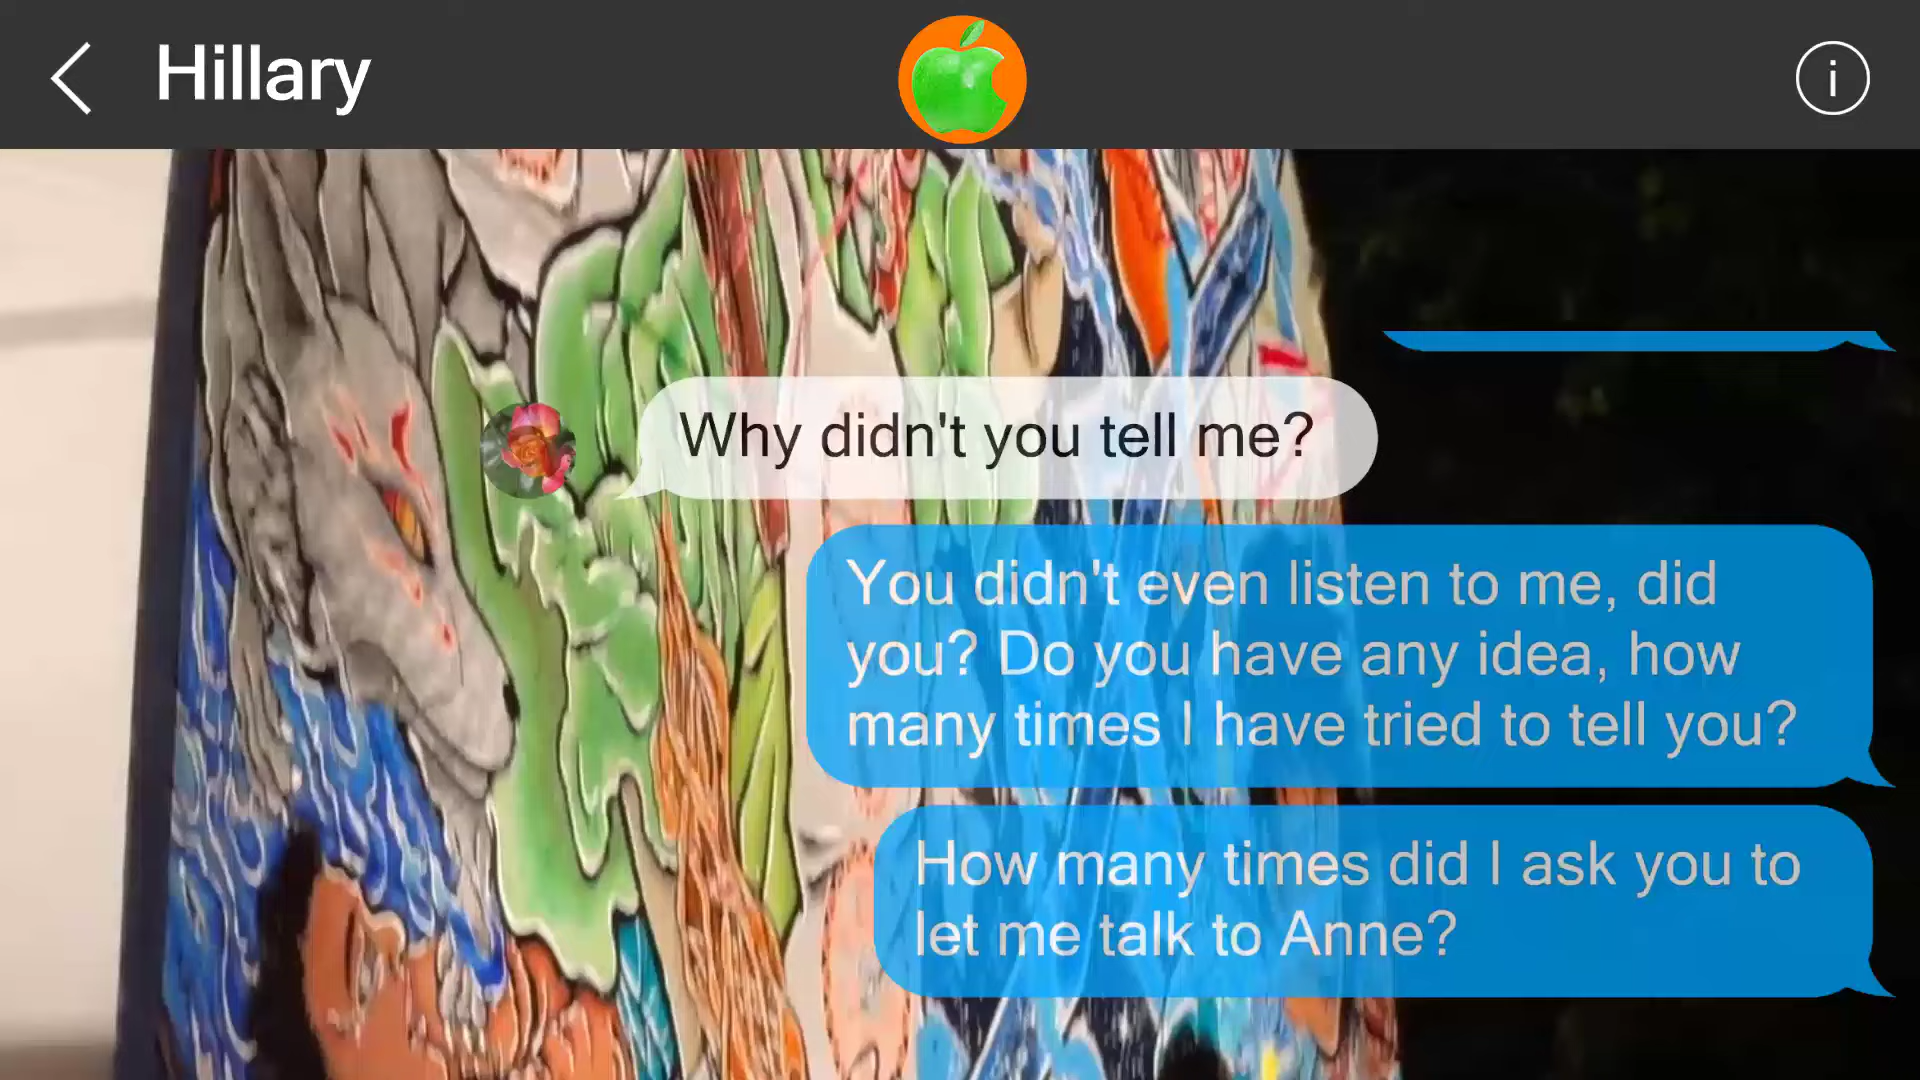 Hillary
Why didn't you tell me?
You didn't even listen to me, did
you? Do you have any idea, how
many times I have tried to tell you?
How many times did I ask you to
let me talk to Anne?